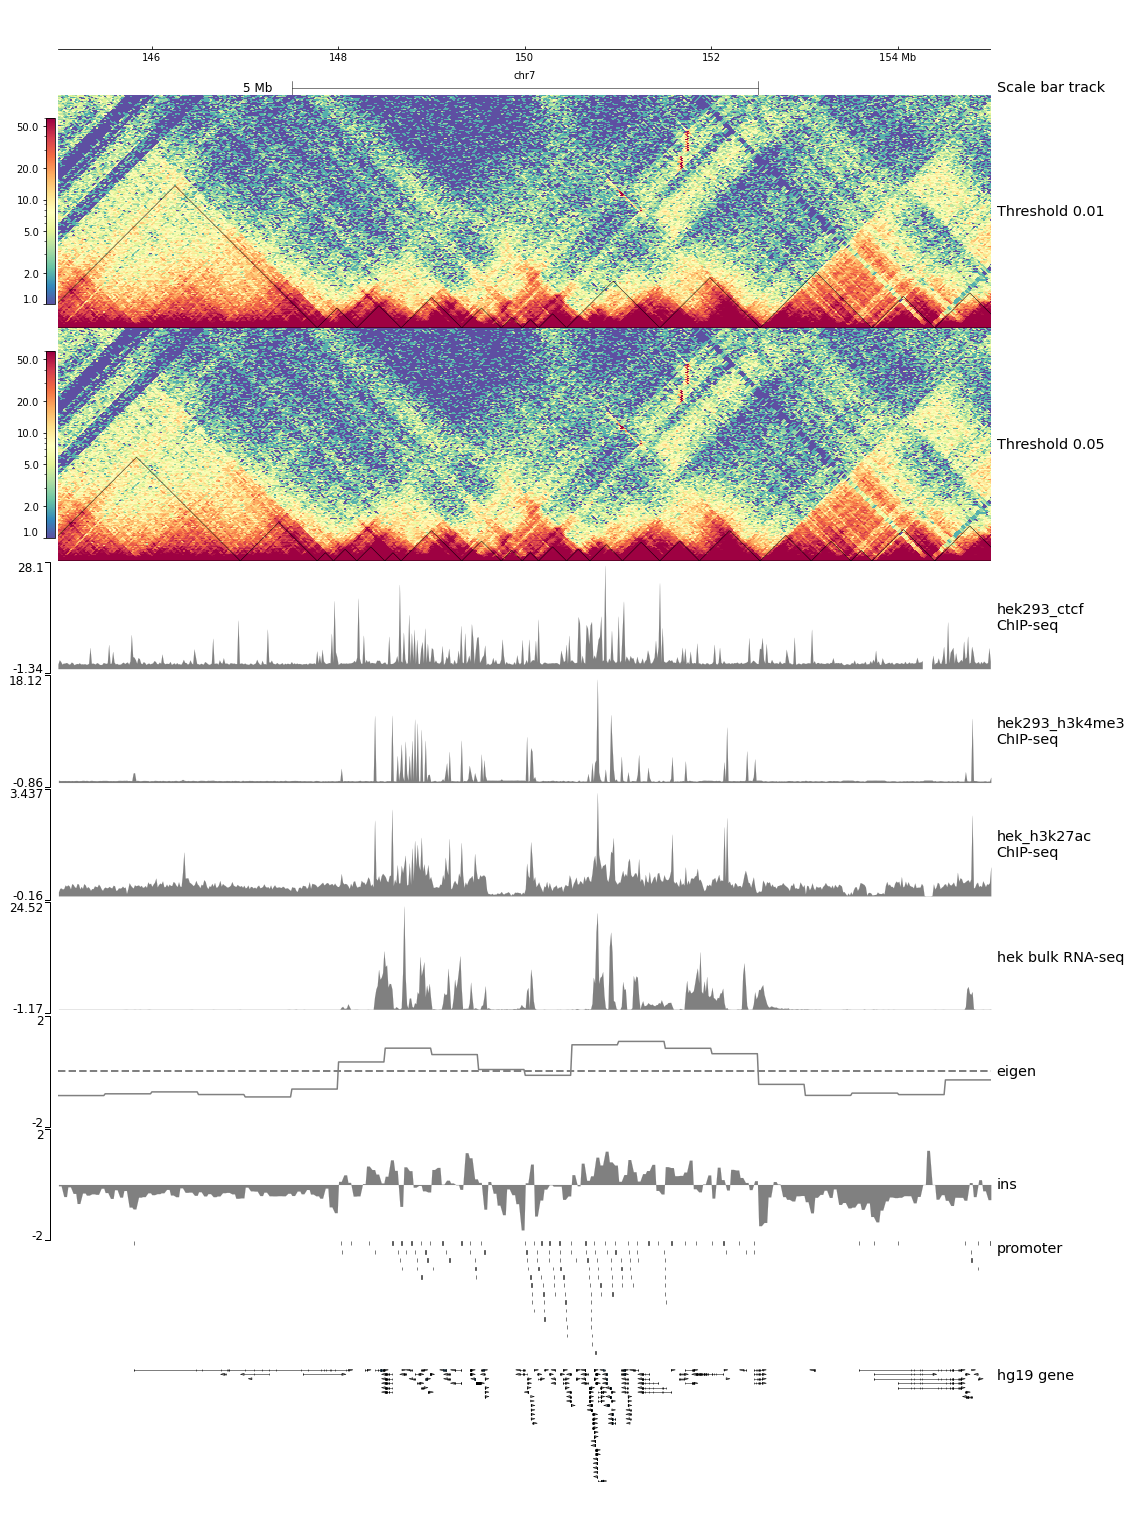 146 148 150 152 154 Mb
chr7
5 Mb
Scale bar track
50.0
20.0
10.0
5.0
2.0
1.0
Threshold 0.01
50.0
20.0
10.0
5.0
2.0
1.0
Threshold 0.05
28.1
-1.34
hek293_ctcf
ChIP-seq
18.12
-0.86
hek293_h3k4me3
ChIP-seq
3.437
-0.16
hek_h3k27ac
ChIP-seq
24.52
-1.17
hek bulk RNA-seq
2
-2
eigen
2
-2
ins
promoter
hg19 gene